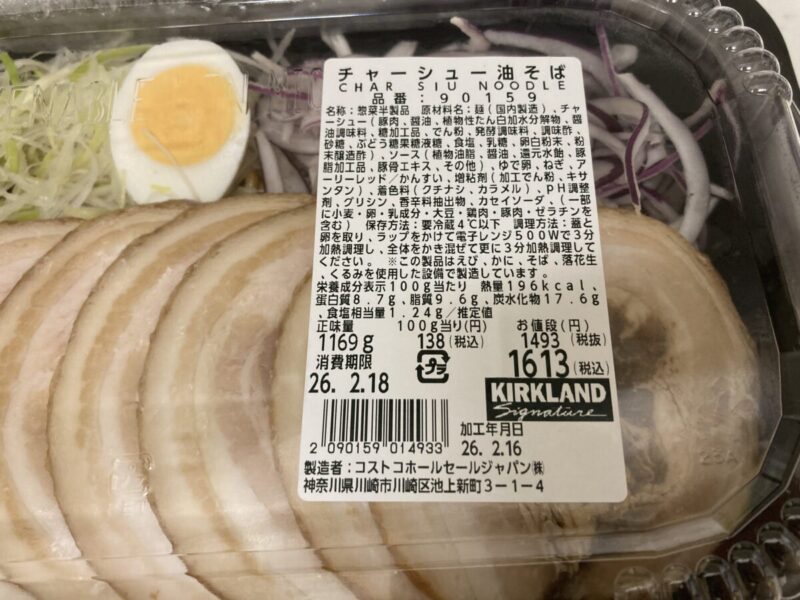 チャーシュー油そば
CHAR SIU NOODLE
品番:90159
名称:惣菜半製品 原材料名:麺(国内製造)、チャ
ーシュー(豚肉、醤油、植物性たん白加水分解物、醤
油調味料、糖加工品、でん粉、発酵調味料、調味酢、
砂糖、ぶどう糖果糖液糖、食塩、乳糖、卵白粉末、粉
末醸造酢)、ソース(植物油脂、醤油、還元水飴、豚
脂加工品、豚骨エキス、その他)、ゆで卵、ねぎ、ア
ーリーレッド/かんすい、増粘剤(加工でん粉、キサ
ンタン)、着色料(クチナシ、カラメル)、pH調整
剤、グリシン、香辛料抽出物、カセイソーダ、(一部
に小麦・卵・乳成分・大豆・鶏肉・豚肉・ゼラチンを
含む) 保存方法:要冷蔵4℃以下 調理方法:蓋と
卵を取り、ラップをかけて電子レンジ500Wで3分
加熱調理し、全体をかき混ぜて更に3分加熱調理して
ください。 ※この製品はえび、かに、そば、落花生
、くるみを使用した設備で製造しています。
栄養成分表示100g当たり 熱量196kcal、
蛋白質8.7g、脂質9.6g、炭水化物17.6g
、食塩相当量1.24g/推定値
正味量 100g当り(円) お値段(円)
1169g 138(税込) 1493(税抜)
消費期限 プラ 1613(税込)
26. 2.18
KIRKLAND
Signature
2 090159 014933
加工年月日
26. 2.16
製造者:コストコホールセールジャパン㈱
神奈川県川崎市川崎区池上新町3-1-4